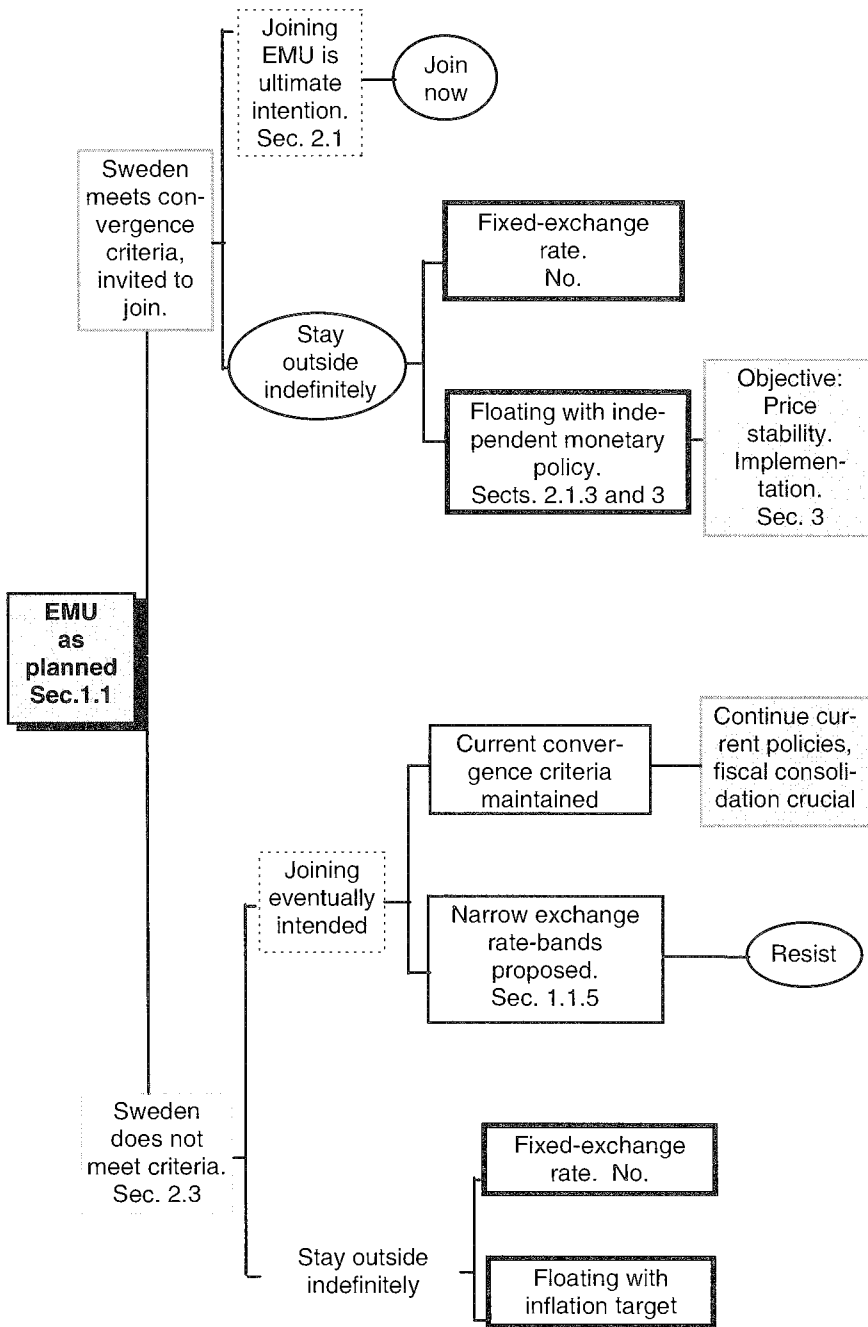 Joining
EMU is
ultimate
intention.
Sec. 2.1
Join
now
Sweden
meets con-
vergence
criteria,
invited to
join.
Fixed-exchange
rate.
No.
Stay
outside
indefinitely
Floating with inde-
pendent monetary
policy.
Sects. 2.1.3 and 3
Objective:
Price
stability.
Implemen-
tation.
Sec. 3
EMU
as
planned
Sec.1.1
Current conver-
gence criteria
maintained
Continue cur-
rent policies,
fiscal consoli-
dation crucial
Joining
eventually
intended
Narrow exchange
rate-bands
proposed.
Sec. 1.1.5
Resist
Sweden
does not
meet criteria.
Sec. 2.3
Fixed-exchange
rate. No.
Stay outside
indefinitely
Floating with
inflation target